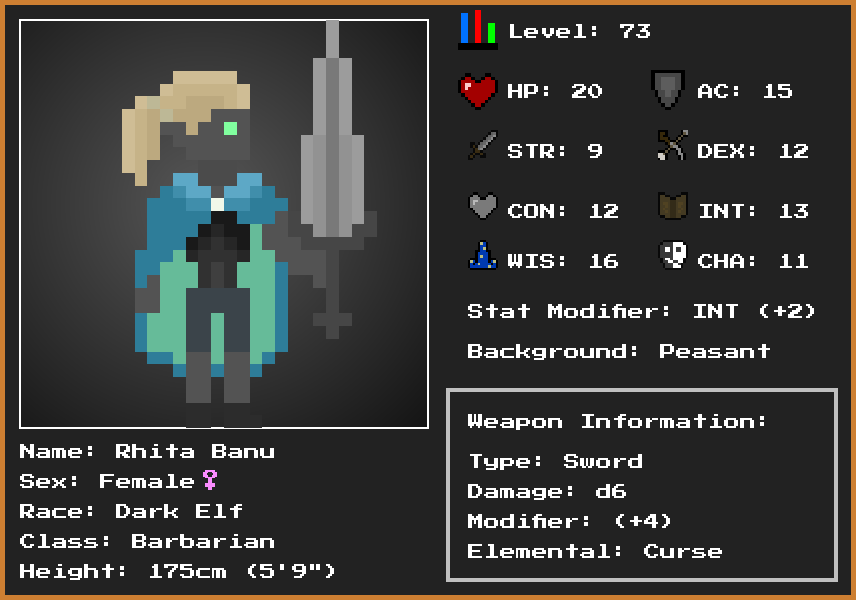 Level: 73
HP: 20
AC: 15
STR: 9
DEX: 12
CON: 12
INT: 13
WIS: 16
CHA: 11
Stat Modifier: INT (+2)
Background: Peasant
Weapon Information:
Type: Sword
Damage: d6
Modifier: (+4)
Elemental: Curse
Name: Rhita Banu
Sex: Female♀
Race: Dark Elf
Class: Barbarian
Height: 175cm (5'9")